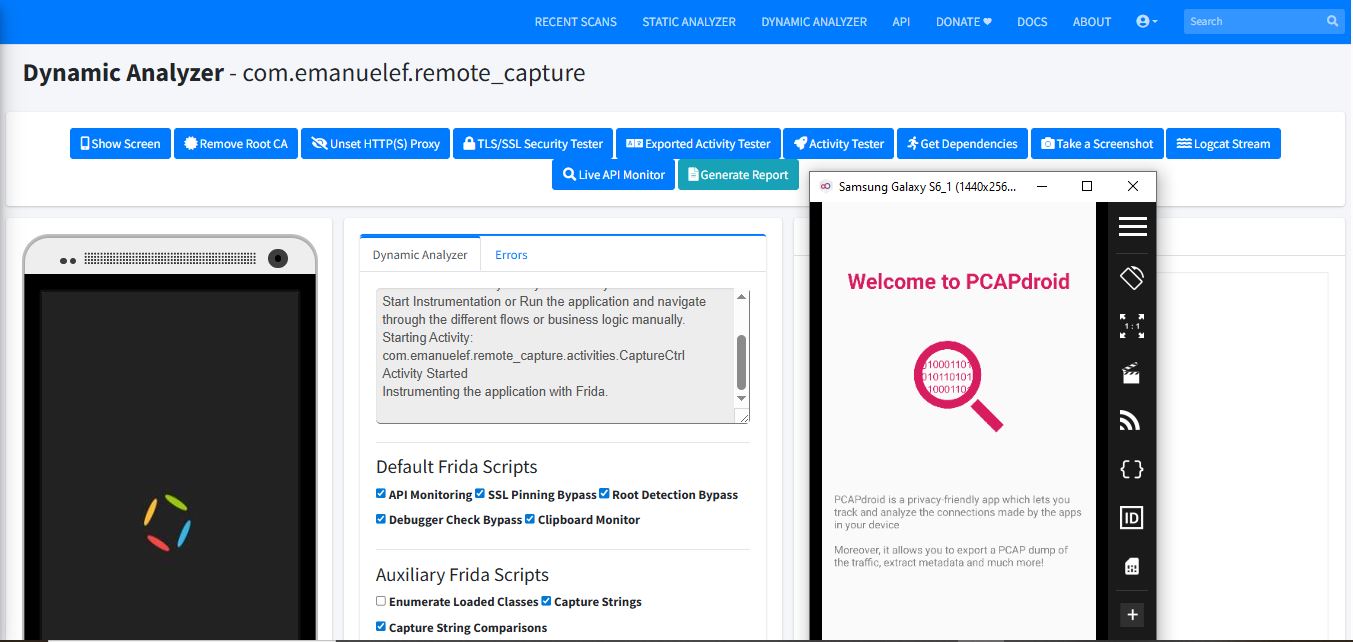 RECENT SCANS STATIC ANALYZER DYNAMIC ANALYZER API DONATE DOCS ABOUT Search
Dynamic Analyzer - com.emanuelef.remote_capture
Show Screen Remove Root CA Unset HTTP(S) Proxy TLS/SSL Security Tester Exported Activity Tester Activity Tester Get Dependencies Take a Screenshot Logcat Stream
Live API Monitor Generate Report
Dynamic Analyzer Errors
Start Instrumentation or Run the application and navigate
through the different flows or business logic manually.
Starting Activity:
com.emanuelef.remote_capture.activities.CaptureCtrl
Activity Started
Instrumenting the application with Frida.
Default Frida Scripts
API Monitoring SSL Pinning Bypass Root Detection Bypass
Debugger Check Bypass Clipboard Monitor
Auxiliary Frida Scripts
Enumerate Loaded Classes Capture Strings
Capture String Comparisons
Samsung Galaxy S6_1 (1440x256...
Welcome to PCAPdroid
01000110
010110101
10001101
PCAPdroid is a privacy-friendly app which lets you
track and analyze the connections made by the apps
in your device
Moreover, it allows you to export a PCAP dump of
the traffic, extract metadata and much more!
1:1
ID